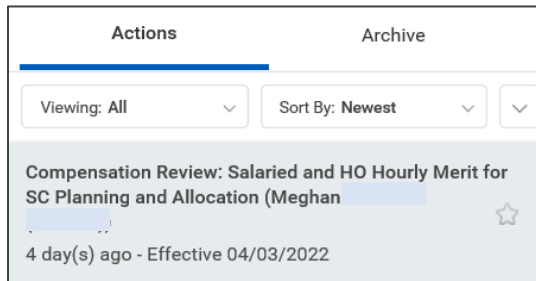 Actions Archive
Viewing: All Sort By: Newest
Compensation Review: Salaried and HO Hourly Merit for
SC Planning and Allocation (Meghan
4 day(s) ago - Effective 04/03/2022